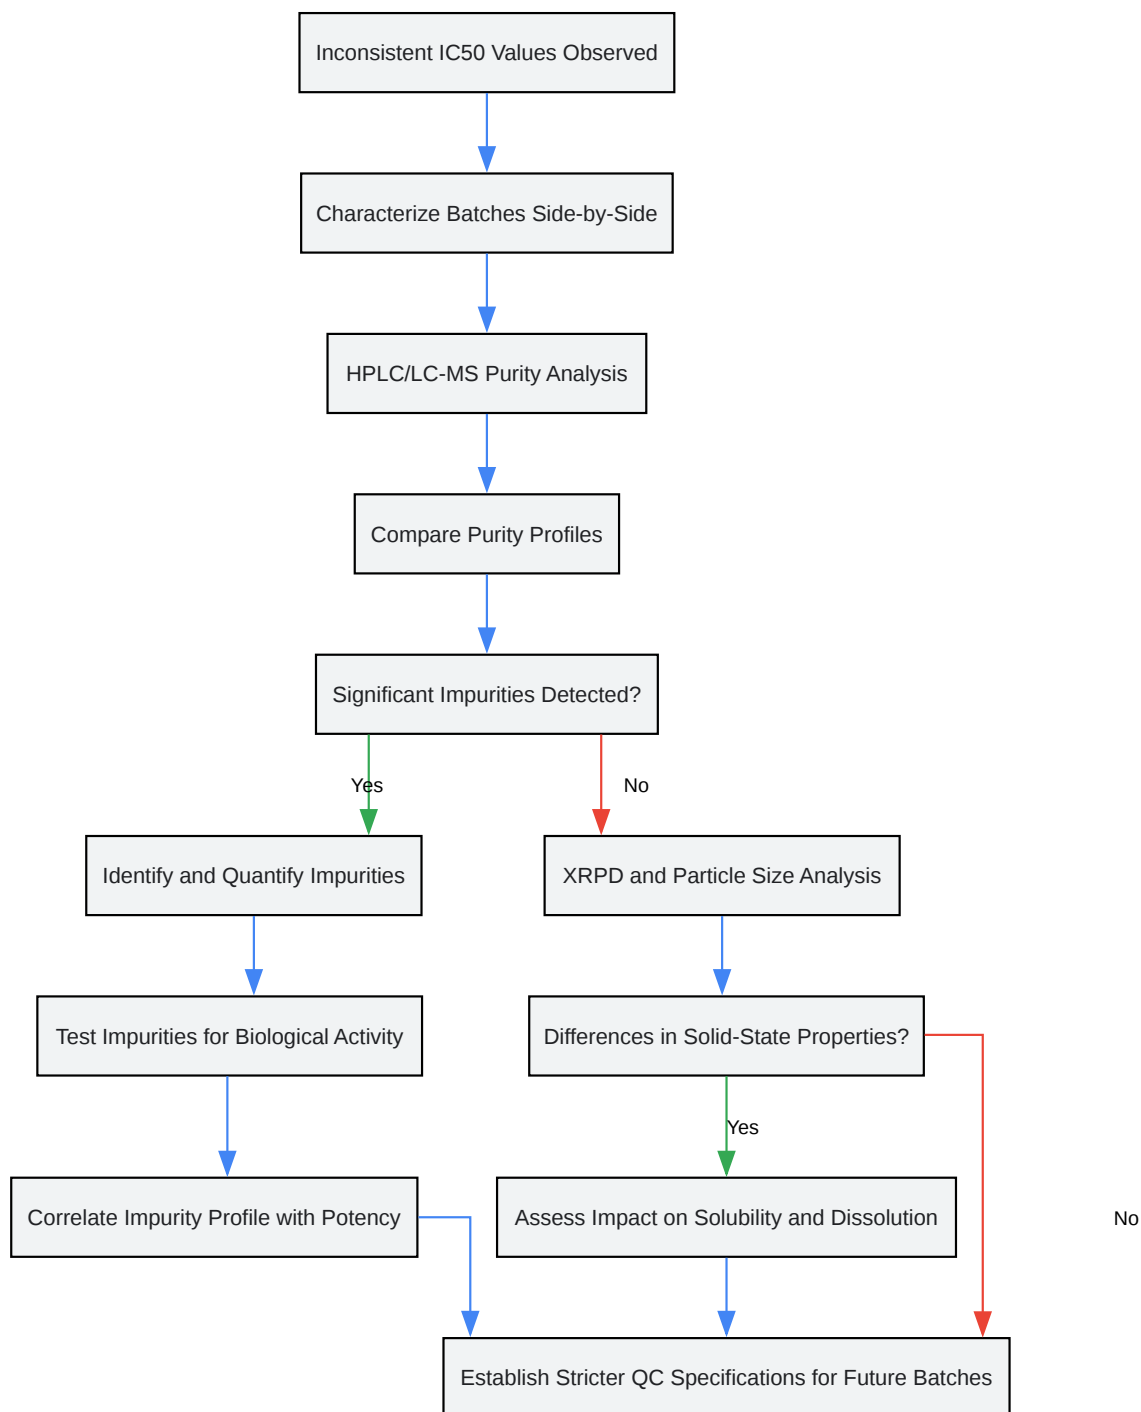 Inconsistent IC50 Values Observed
Characterize Batches Side-by-Side
HPLC/LC-MS Purity Analysis
Compare Purity Profiles
Significant Impurities Detected?
Yes
No
Identify and Quantify Impurities
XRPD and Particle Size Analysis
Test Impurities for Biological Activity
Differences in Solid-State Properties?
Yes
Correlate Impurity Profile with Potency
Assess Impact on Solubility and Dissolution
No
Establish Stricter QC Specifications for Future Batches